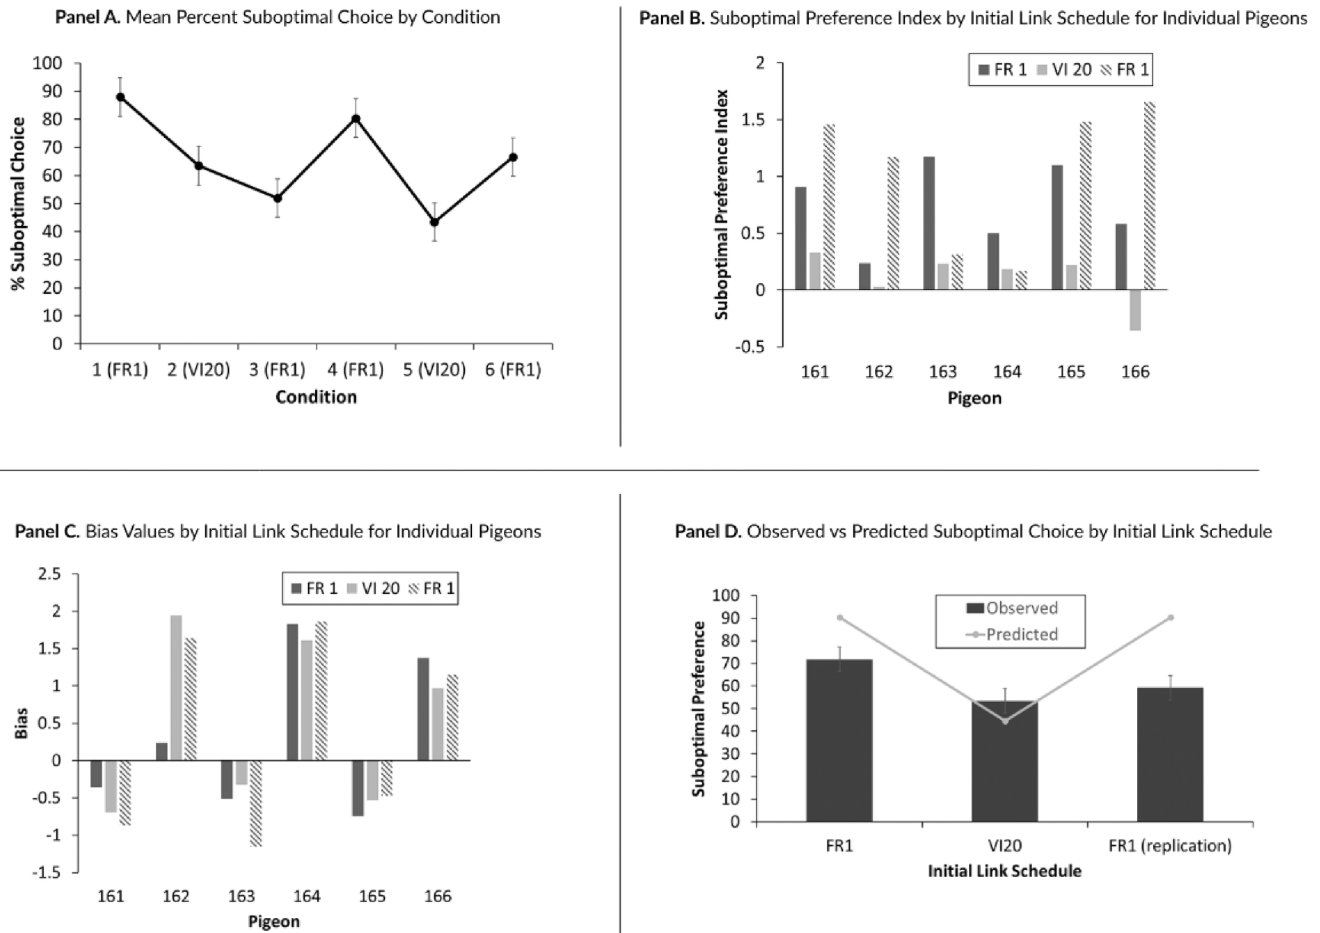 Panel A. Mean Percent Suboptimal Choice by Condition
100
90
80
70
60
50
40
30
20
10
0
% Suboptimal Choice
1 (FR1) 2 (VI20) 3 (FR1) 4 (FR1) 5 (VI20) 6 (FR1)
Condition
Panel B. Suboptimal Preference Index by Initial Link Schedule for Individual Pigeons
FR 1 VI 20 FR 1
2
1.5
1
0.5
0
-0.5
Suboptimal Preference Index
161 162 163 164 165 166
Pigeon
Panel C. Bias Values by Initial Link Schedule for Individual Pigeons
FR 1 VI 20 FR 1
2.5
2
1.5
1
0.5
0
-0.5
-1
-1.5
Bias
161 162 163 164 165 166
Pigeon
Panel D. Observed vs Predicted Suboptimal Choice by Initial Link Schedule
Observed
Predicted
100
90
80
70
60
50
40
30
20
10
0
Suboptimal Preference
FR1 VI20 FR1 (replication)
Initial Link Schedule